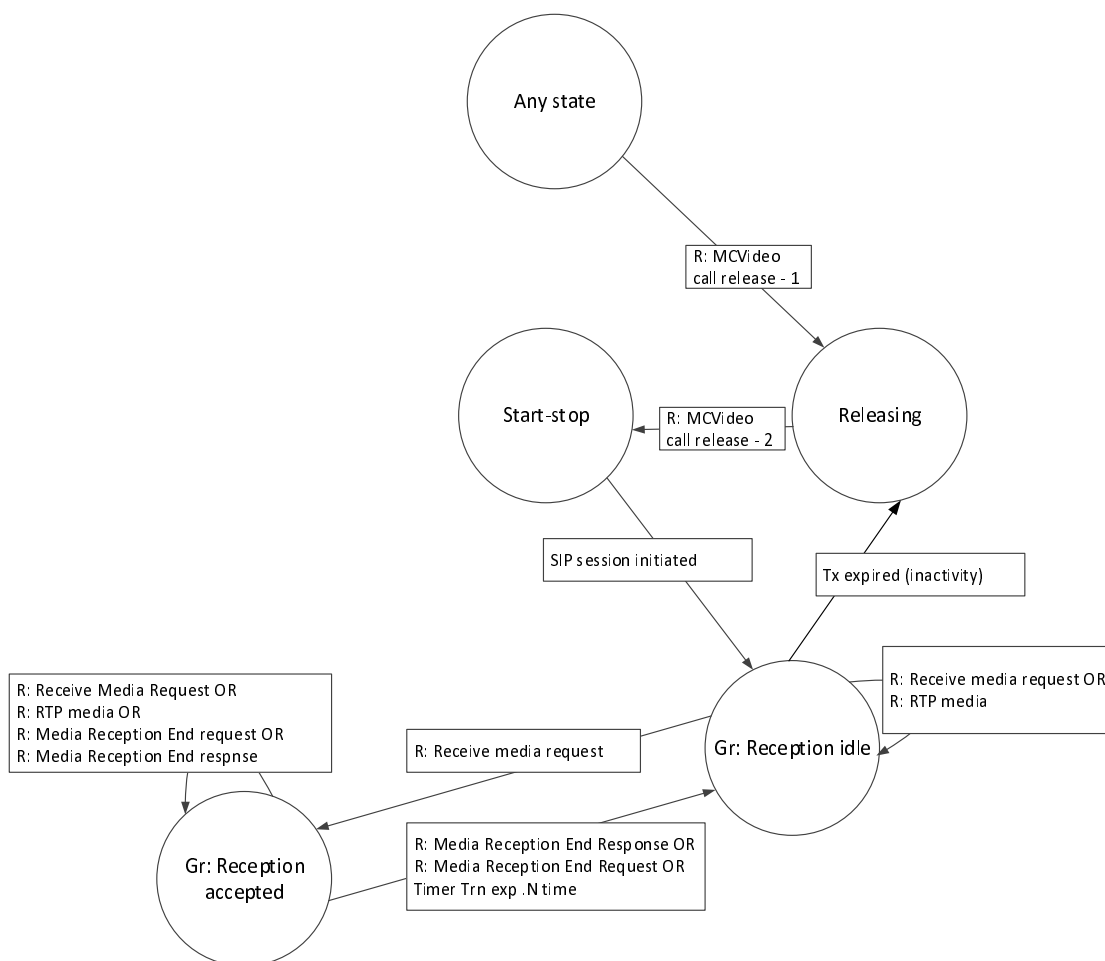 Any state
R: MCVideo
call release - 1
Start-stop
R: MCVideo
call release - 2
Releasing
SIP session initiated
Tx expired (inactivity)
R: Receive Media Request OR
R: RTP media OR
R: Media Reception End request OR
R: Media Reception End respnse
R: Receive media request
Gr: Reception idle
R: Receive media request OR
R: RTP media
Gr: Reception
accepted
R: Media Reception End Response OR
R: Media Reception End Request OR
Timer Trn exp .N time